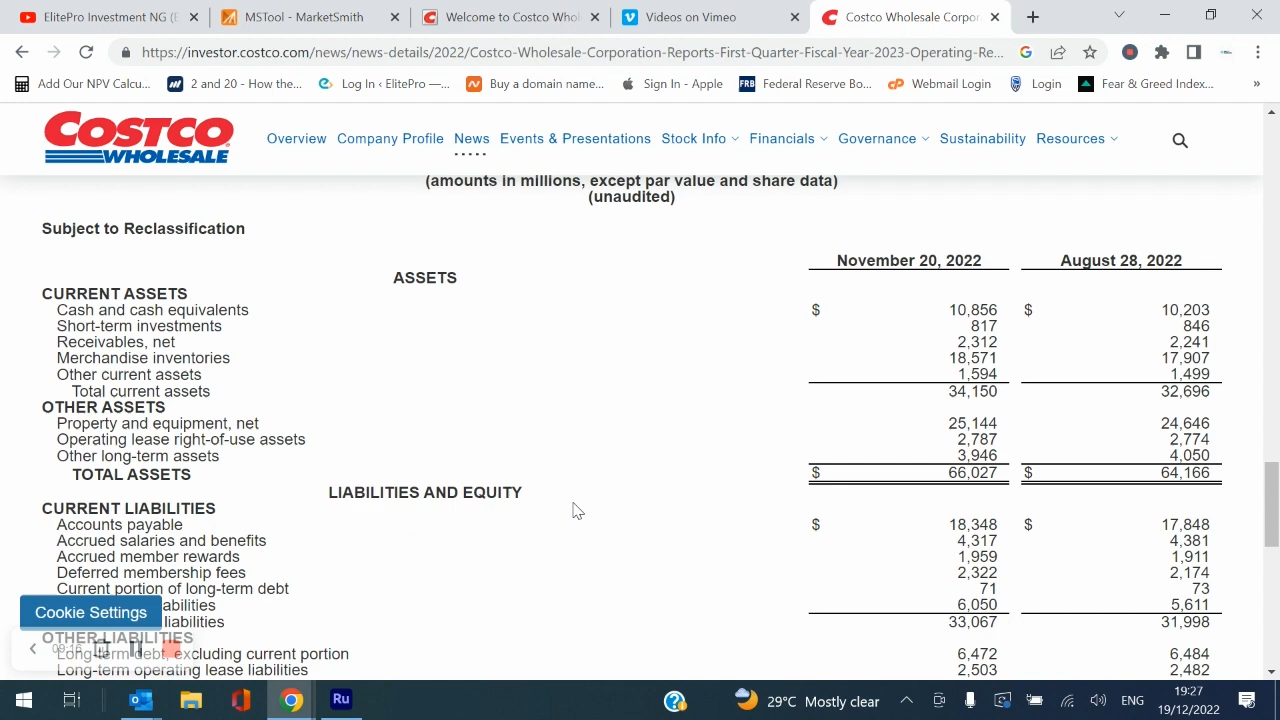 ElitePro Investment NG (E
MSTool - MarketSmith
Welcome to Costco Whol
Videos on Vimeo
Costco Wholesale Corpor
https://investor.costco.com/news/news-details/2022/Costco-Wholesale-Corporation-Reports-First-Quarter-Fiscal-Year-2023-Operating-Re...
Add Our NPV Calcu...
2 and 20 - How the...
Log In ‹ ElitePro —...
Buy a domain name...
Sign In - Apple
FRB Federal Reserve Bo...
Webmail Login
Login
Fear & Greed Index...
»
COSTCO WHOLESALE
Overview Company Profile News Events & Presentations Stock Info Financials Governance Sustainability Resources
(amounts in millions, except par value and share data)
(unaudited)
Subject to Reclassification
November 20, 2022 August 28, 2022
ASSETS
CURRENT ASSETS
Cash and cash equivalents $ 10,856 $ 10,203
Short-term investments 817 846
Receivables, net 2,312 2,241
Merchandise inventories 18,571 17,907
Other current assets 1,594 1,499
Total current assets 34,150 32,696
OTHER ASSETS
Property and equipment, net 25,144 24,646
Operating lease right-of-use assets 2,787 2,774
Other long-term assets 3,946 4,050
TOTAL ASSETS $ 66,027 $ 64,166
LIABILITIES AND EQUITY
CURRENT LIABILITIES
Accounts payable $ 18,348 $ 17,848
Accrued salaries and benefits 4,317 4,381
Accrued member rewards 1,959 1,911
Deferred membership fees 2,322 2,174
Current portion of long-term debt 71 73
abilities 6,050 5,611
Cookie Settings
liabilities 33,067 31,998
OTHER LIABILITIES
09:16
Long-term debt, excluding current portion 6,472 6,484
Long-term operating lease liabilities 2,503 2,482
Ru
29°C Mostly clear
ENG
19:27
19/12/2022